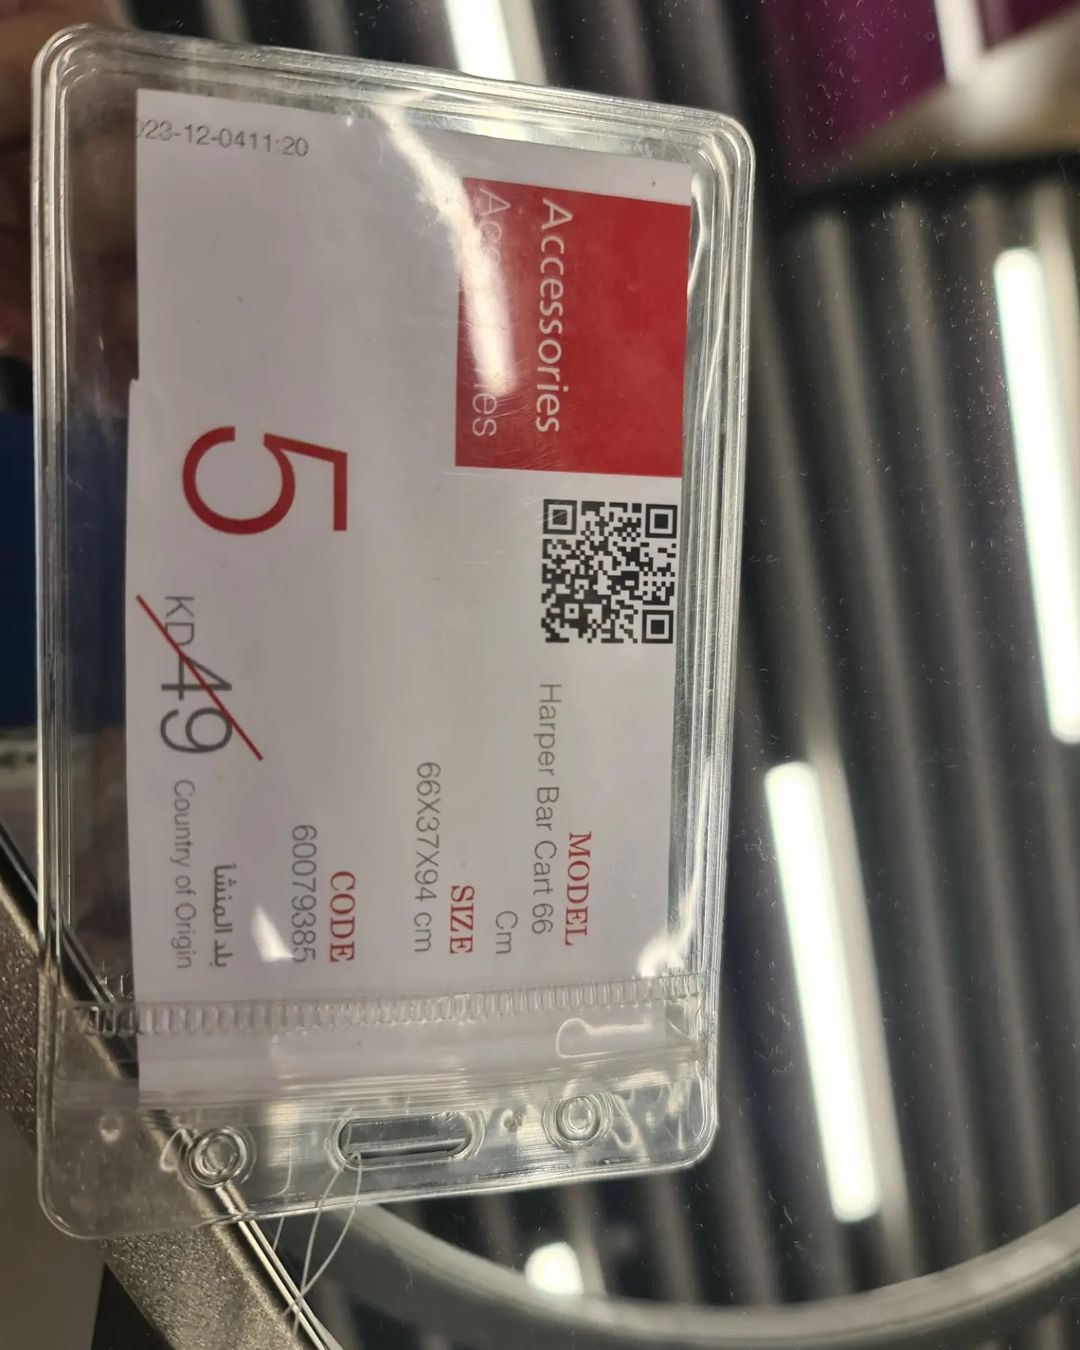 023-12-0411:20
Accessories
Accessories
MODEL
Harper Bar Cart 66
Cm
SIZE
66X37X94 cm
CODE
60079385
5
KD49
بلد المنشأ
Country of Origin